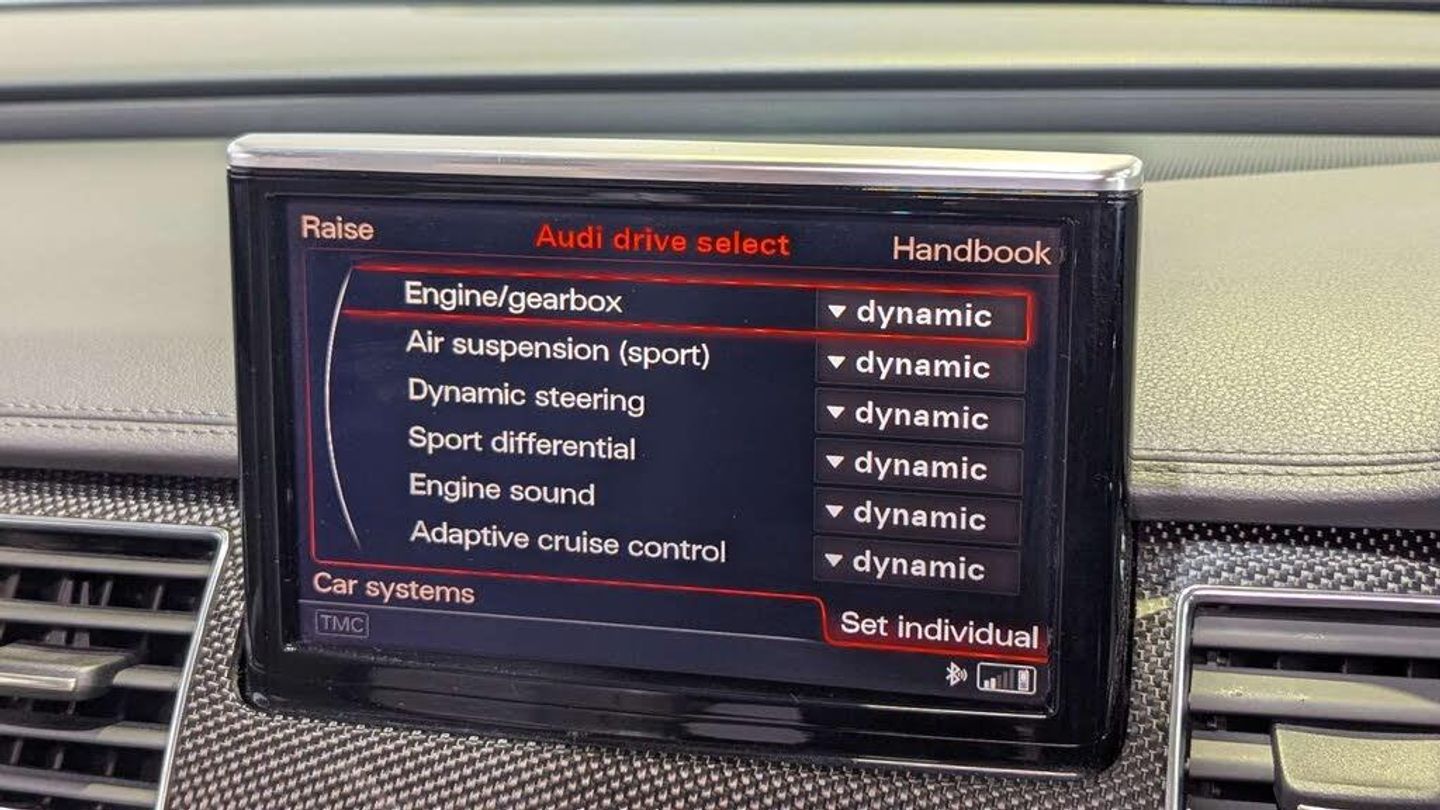 Raise Audi drive select Handbook
Engine/gearbox ▼ dynamic
Air suspension (sport) ▼ dynamic
Dynamic steering ▼ dynamic
Sport differential ▼ dynamic
Engine sound ▼ dynamic
Adaptive cruise control ▼ dynamic
Car systems Set individual
TMC